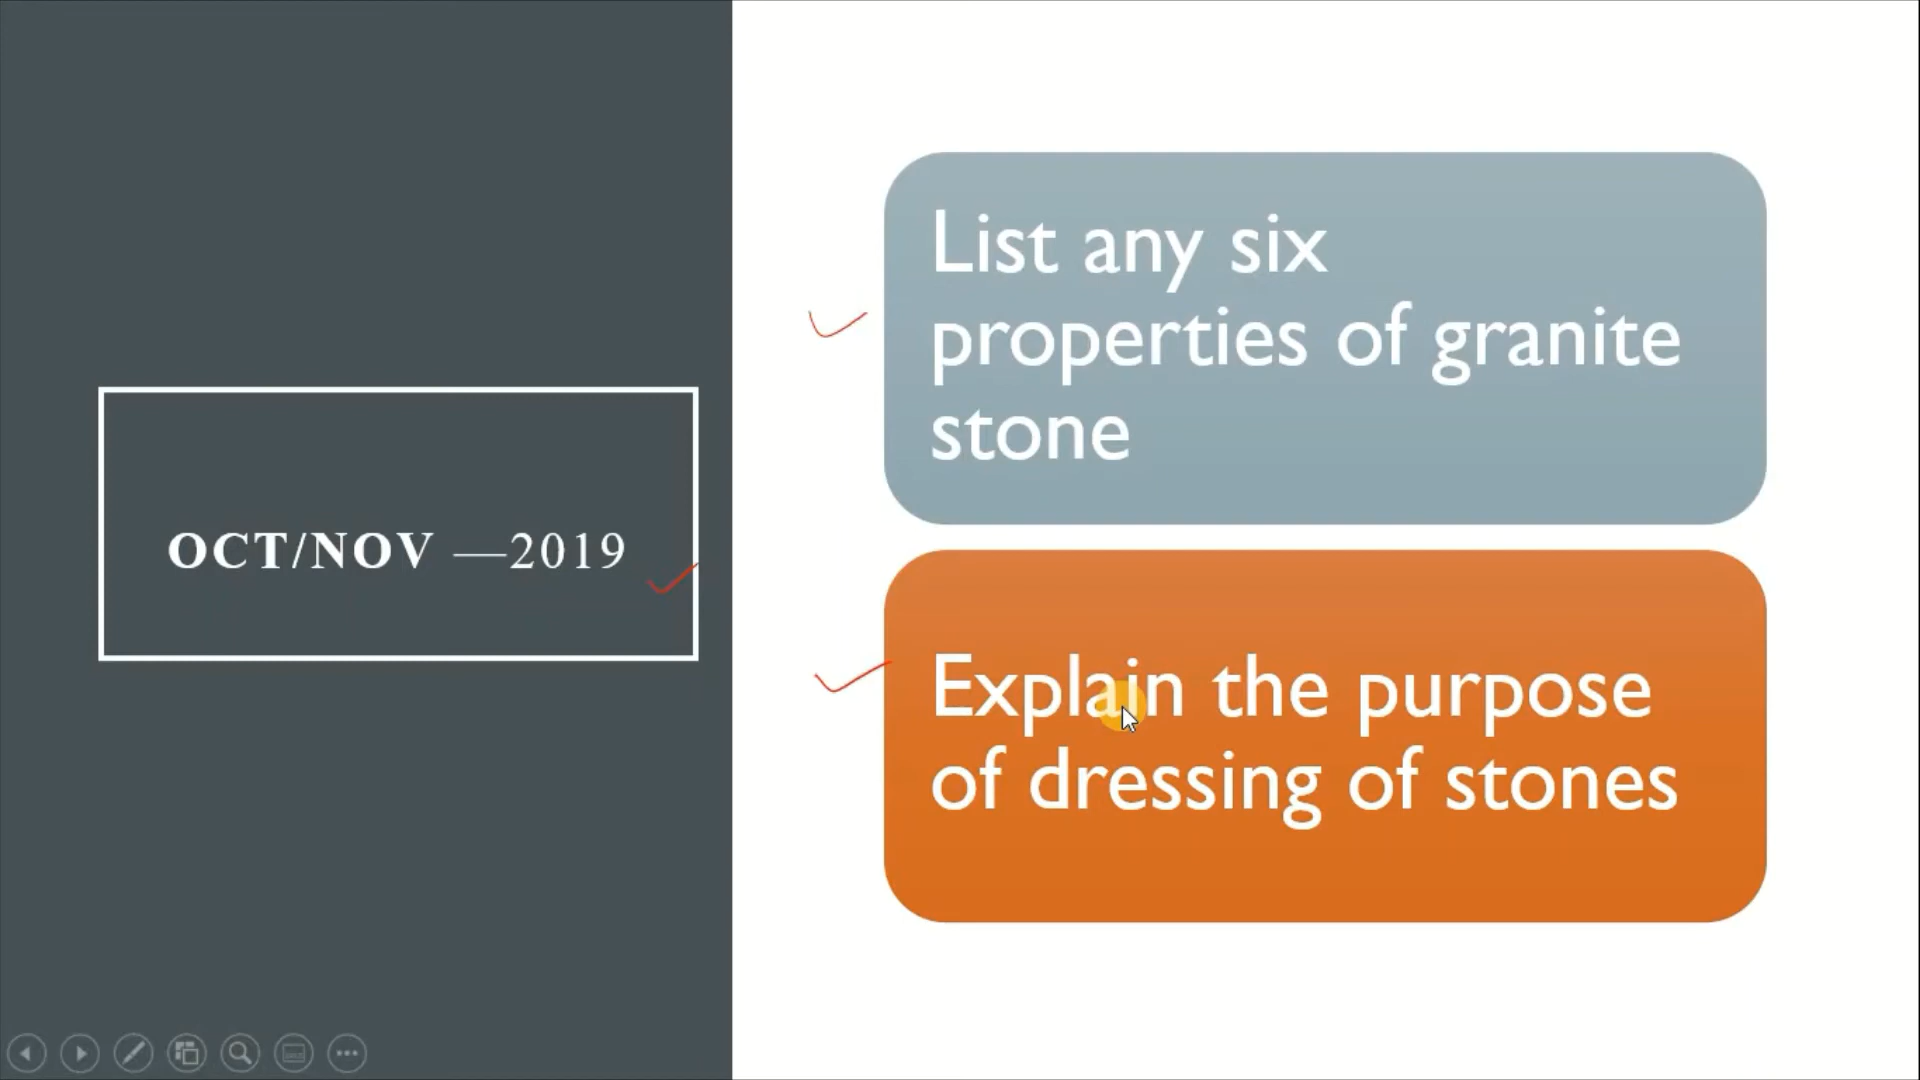 OCT/NOV —2019
List any six
properties of granite
stone
Explain the purpose
of dressing of stones